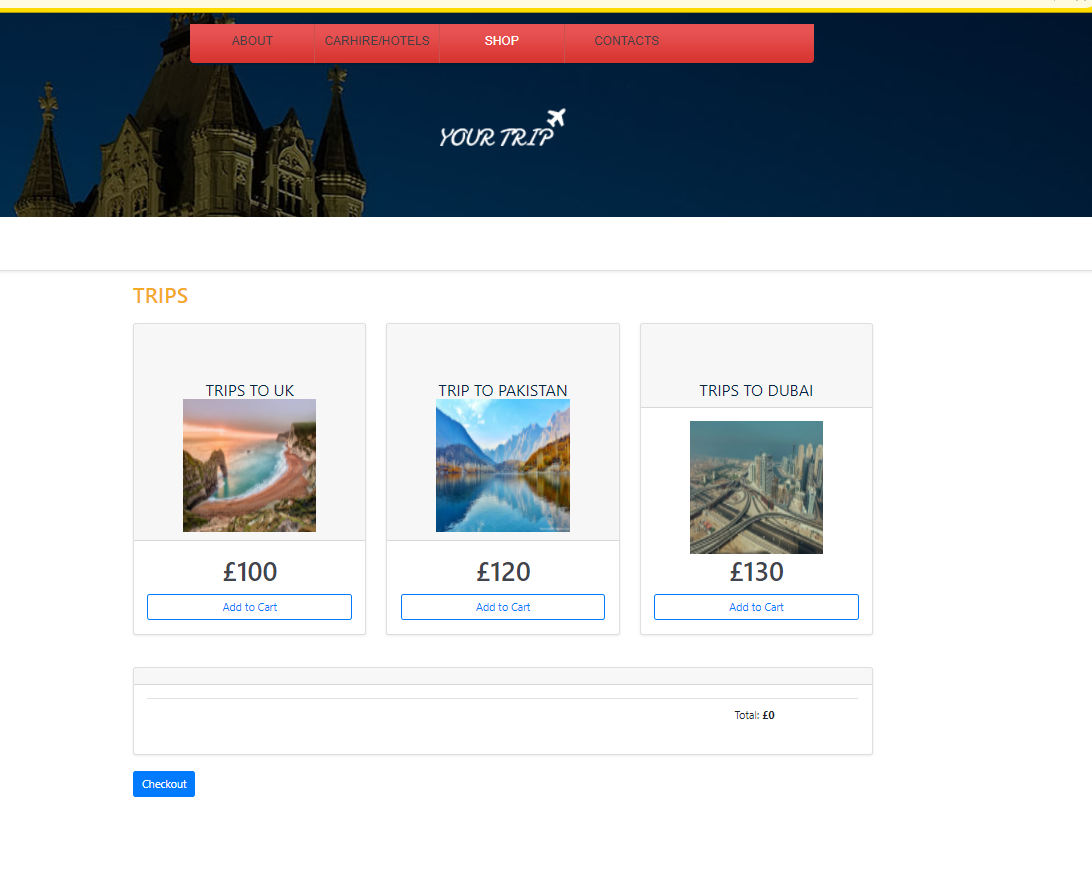 ABOUT CARHIRE/HOTELS SHOP CONTACTS
YOUR TRIP
TRIPS
TRIPS TO UK TRIP TO PAKISTAN TRIPS TO DUBAI
£100 £120 £130
Add to Cart Add to Cart Add to Cart
Total: £0
Checkout